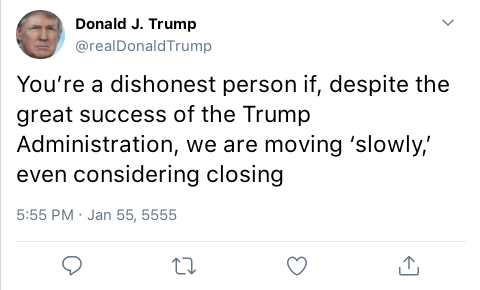 Donald J. Trump
@realDonaldTrump
You’re a dishonest person if, despite the
great success of the Trump
Administration, we are moving ‘slowly,’
even considering closing
5:55 PM · Jan 55, 5555